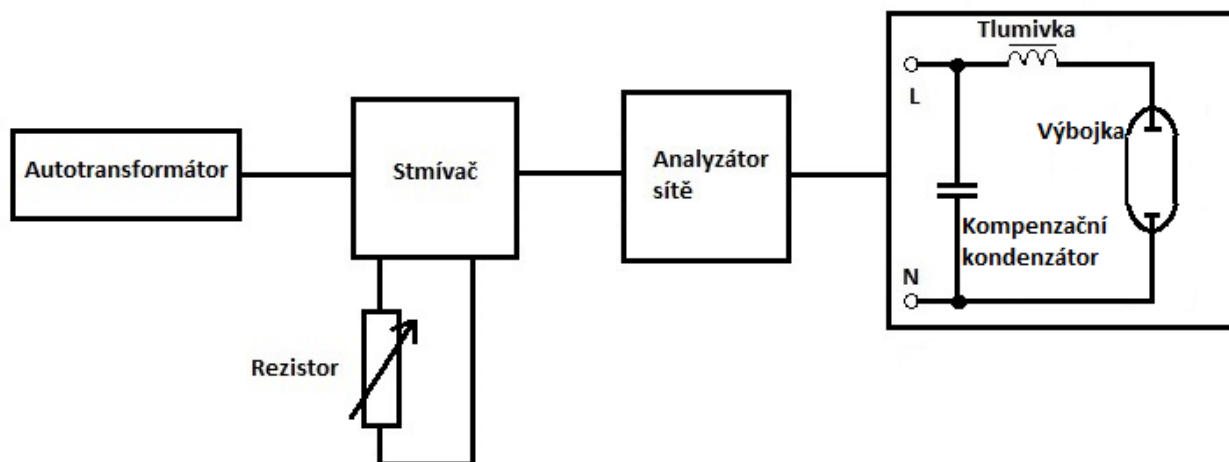 Autotransformátor
Stmívač
Rezistor
Analyzátor
sítě
Tlumivka
L
Výbojka
Kompenzační
kondenzátor
N